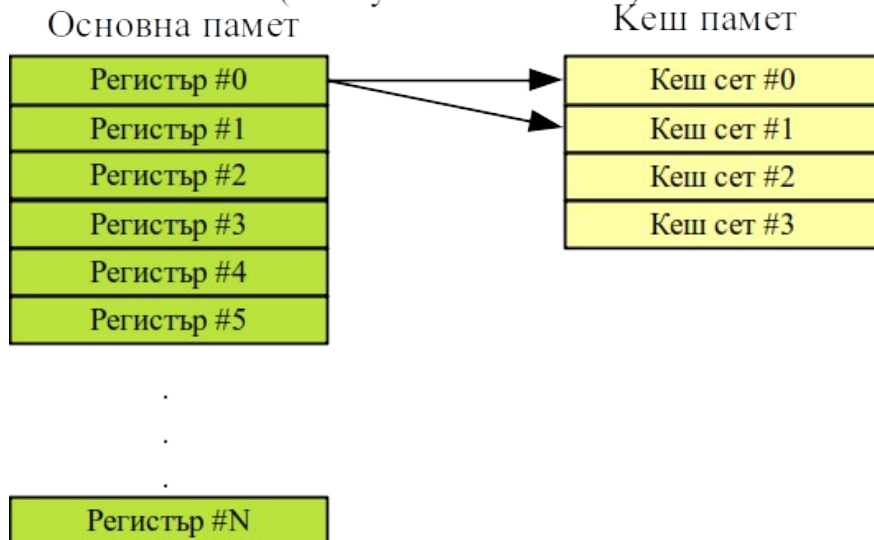 Основна памет
Кеш памет
Регистър #0
Кеш сет #0
Регистър #1
Кеш сет #1
Регистър #2
Кеш сет #2
Регистър #3
Кеш сет #3
Регистър #4
Регистър #5
.
.
.
Регистър #N